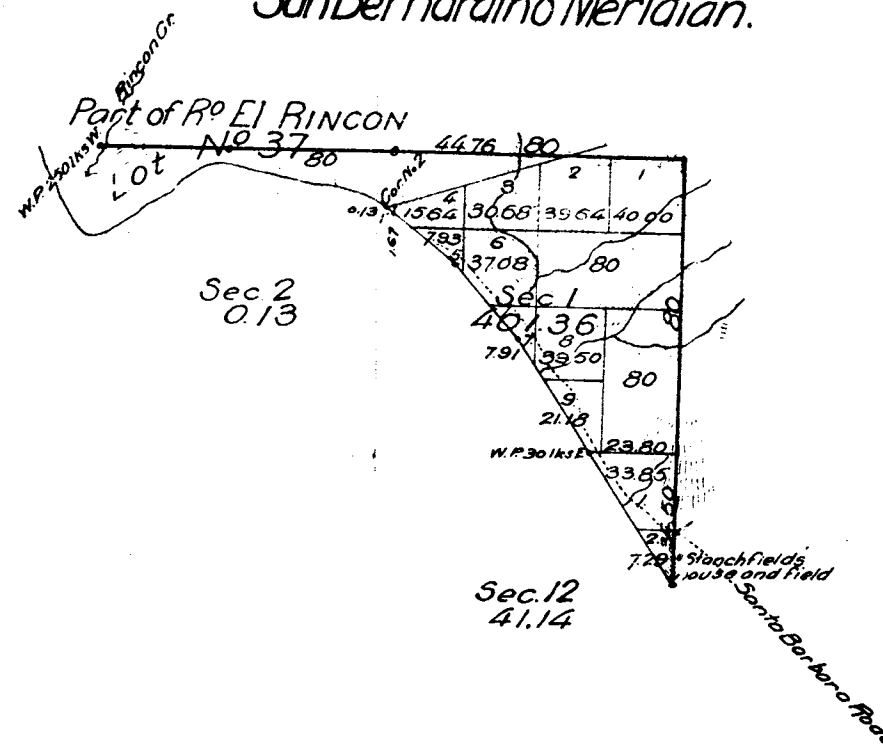 San Bernardino Meridian.
Rincon Cr.
Part of Rº El RINCON
Lot Nº 37
80
44.76
80
W.P. 250 lks W.
Cor. No. 2
4
3
2
1
0.13
15.64
30.68
39.64
40.00
1.67
7.93
5
6
37.08
80
Sec. 2
0.13
Sec 1
401.36
80
7
8
7.91
39.50
80
9
21.18
W.P. 30 lks E.
23.80
33.85
1
50
2
7.29
Stanchfields
house and field
Sec. 12
41.14
Santa Barbara Road